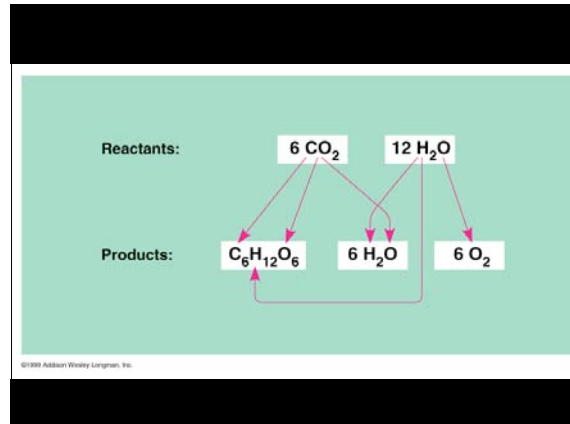 Reactants: 6 CO₂ 12 H₂O
Products: C₆H₁₂O₆ 6 H₂O 6 O₂
©1999 Addison Wesley Longman, Inc.